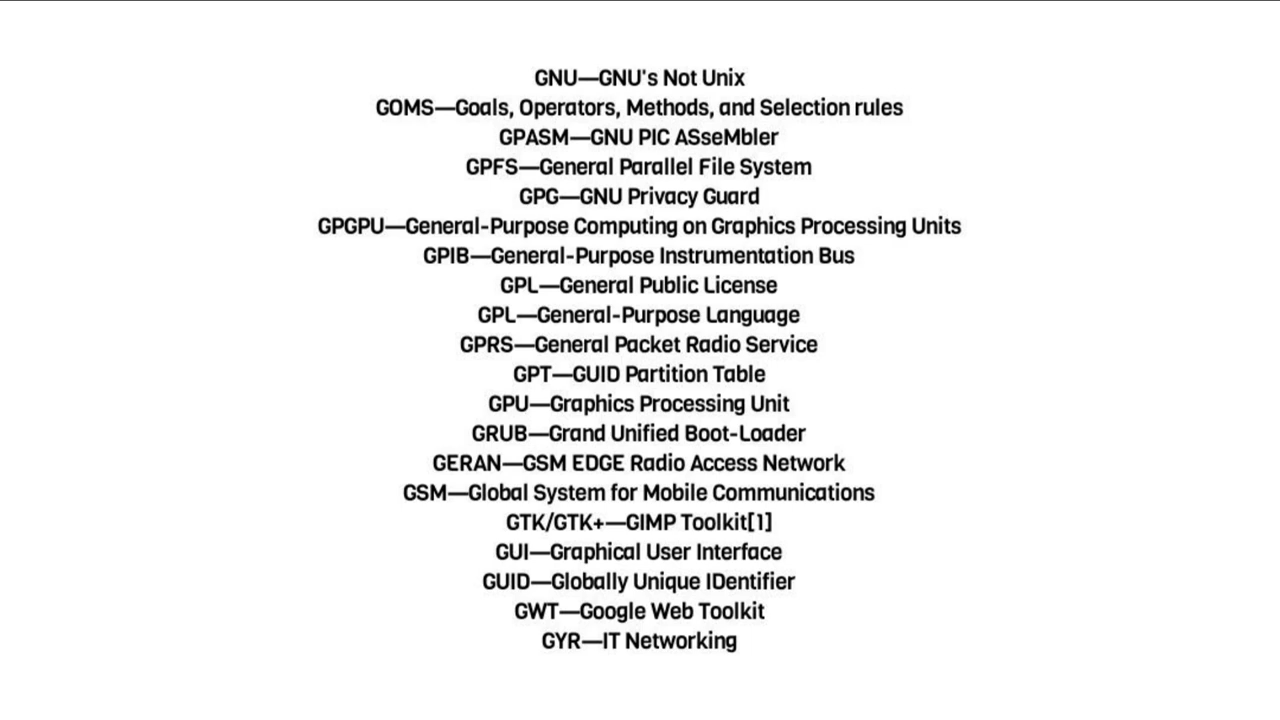 GNU—GNU's Not Unix
GOMS—Goals, Operators, Methods, and Selection rules
GPASM—GNU PIC ASseMbler
GPFS—General Parallel File System
GPG—GNU Privacy Guard
GPGPU—General-Purpose Computing on Graphics Processing Units
GPIB—General-Purpose Instrumentation Bus
GPL—General Public License
GPL—General-Purpose Language
GPRS—General Packet Radio Service
GPT—GUID Partition Table
GPU—Graphics Processing Unit
GRUB—Grand Unified Boot-Loader
GERAN—GSM EDGE Radio Access Network
GSM—Global System for Mobile Communications
GTK/GTK+—GIMP Toolkit[1]
GUI—Graphical User Interface
GUID—Globally Unique IDentifier
GWT—Google Web Toolkit
GYR—IT Networking